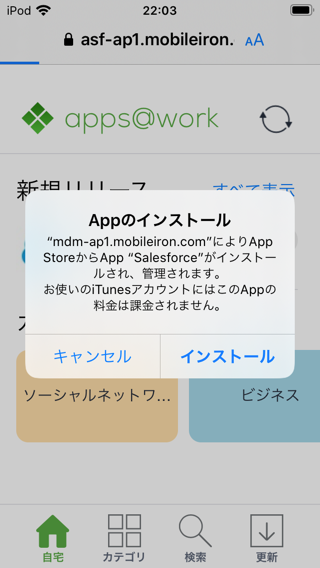 iPod 22:03
asf-ap1.mobileiron. AA
apps@work
新規リリース すべて表示
Appのインストール
“mdm-ap1.mobileiron.com”によりApp
StoreからApp “Salesforce”がインストー
ルされ、管理されます。
お使いのiTunesアカウントにはこのAppの
料金は課金されません。
キャンセル インストール
ソーシャルネットワ... ビジネス
自宅 カテゴリ 検索 更新